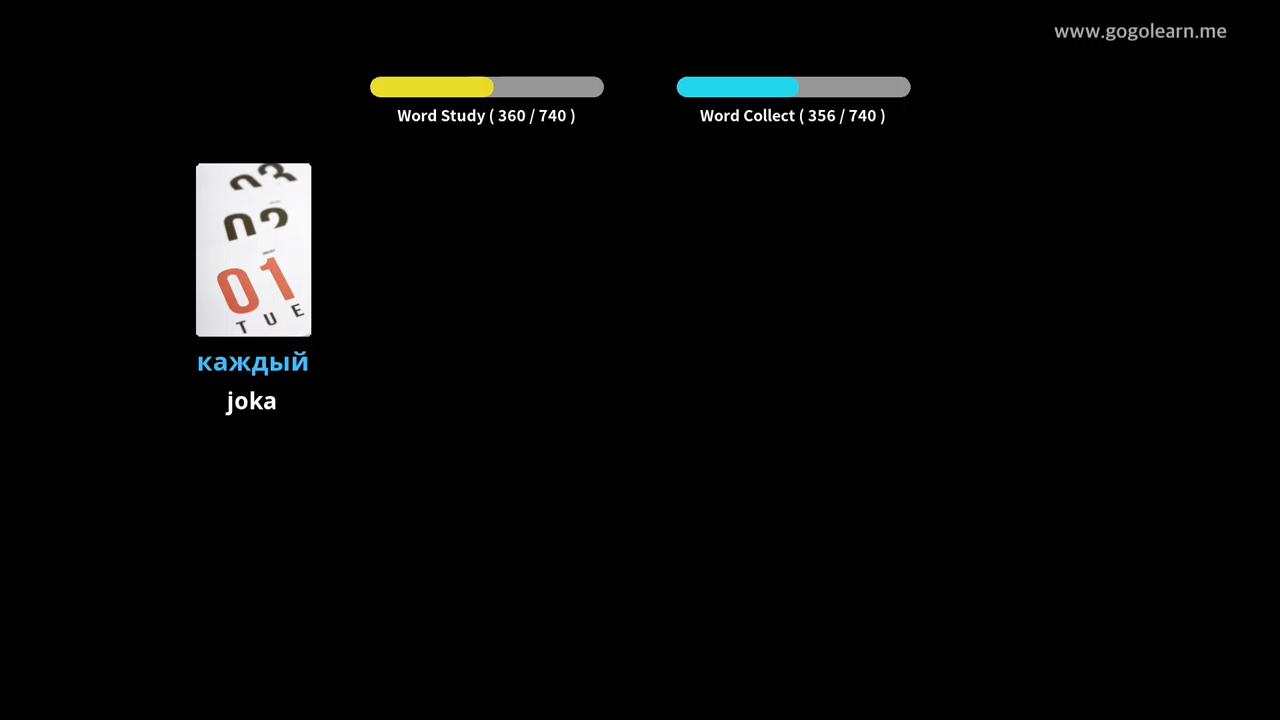 www.gogolearn.me
Word Study ( 360 / 740 )
Word Collect ( 356 / 740 )
03
02
01
TUE
каждый
joka